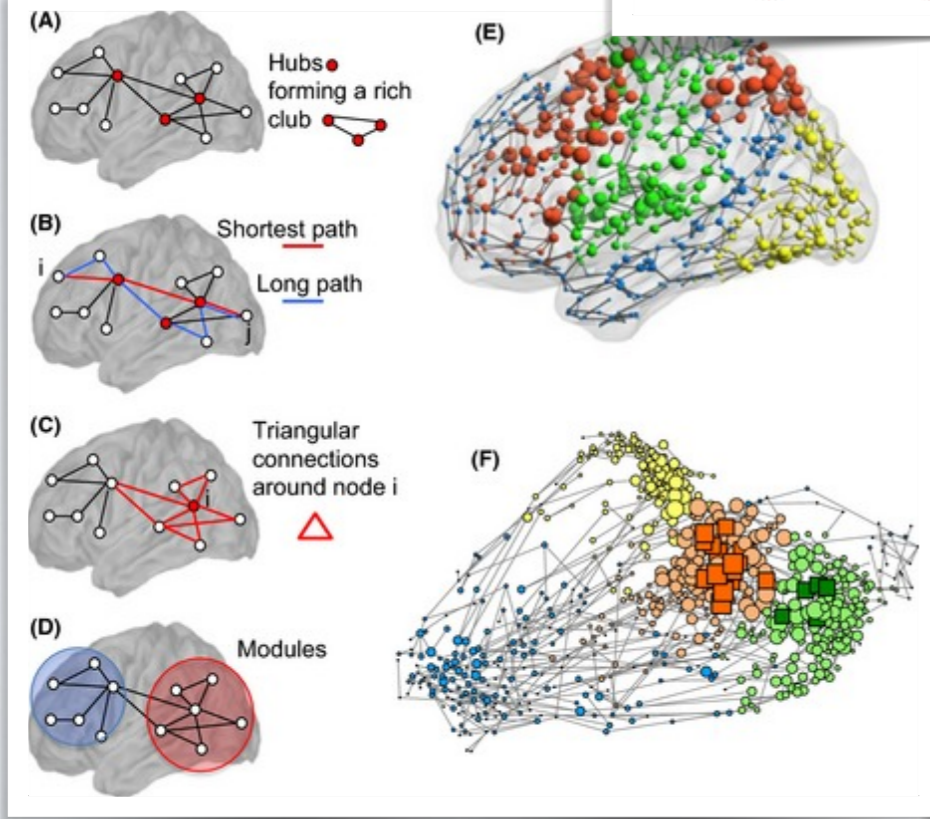 (A)
Hubs
forming a rich
club
(B)
Shortest path
Long path
i
j
(C)
Triangular
connections
around node i
i
(D)
Modules
(E)
(F)